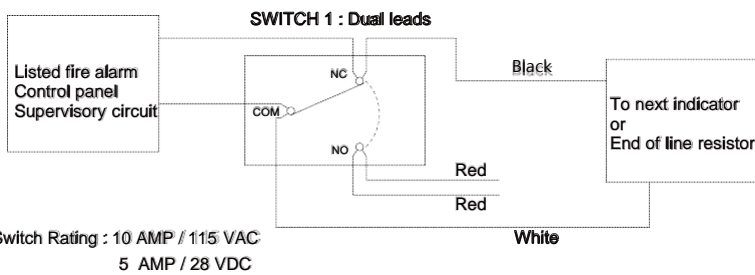 SWITCH 1 : Dual leads
Listed fire alarm
Control panel
Supervisory circuit
NC
COM
NO
Black
To next indicator
or
End of line resistor
Red
Red
White
Switch Rating : 10 AMP / 115 VAC
5 AMP / 28 VDC